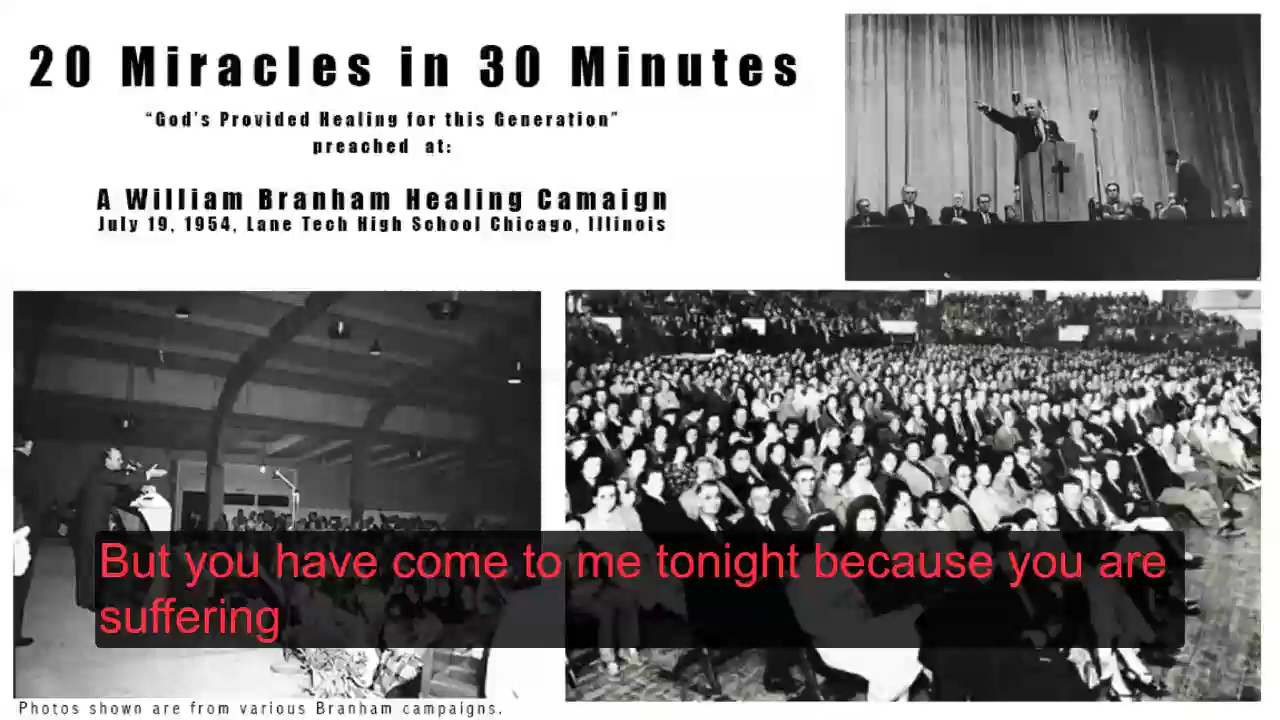 20 Miracles in 30 Minutes
“God's Provided Healing for this Generation”
preached at:
A William Branham Healing Camaign
July 19, 1954, Lane Tech High School Chicago, Illinois
But you have come to me tonight because you are
suffering
Photos shown are from various Branham campaigns.